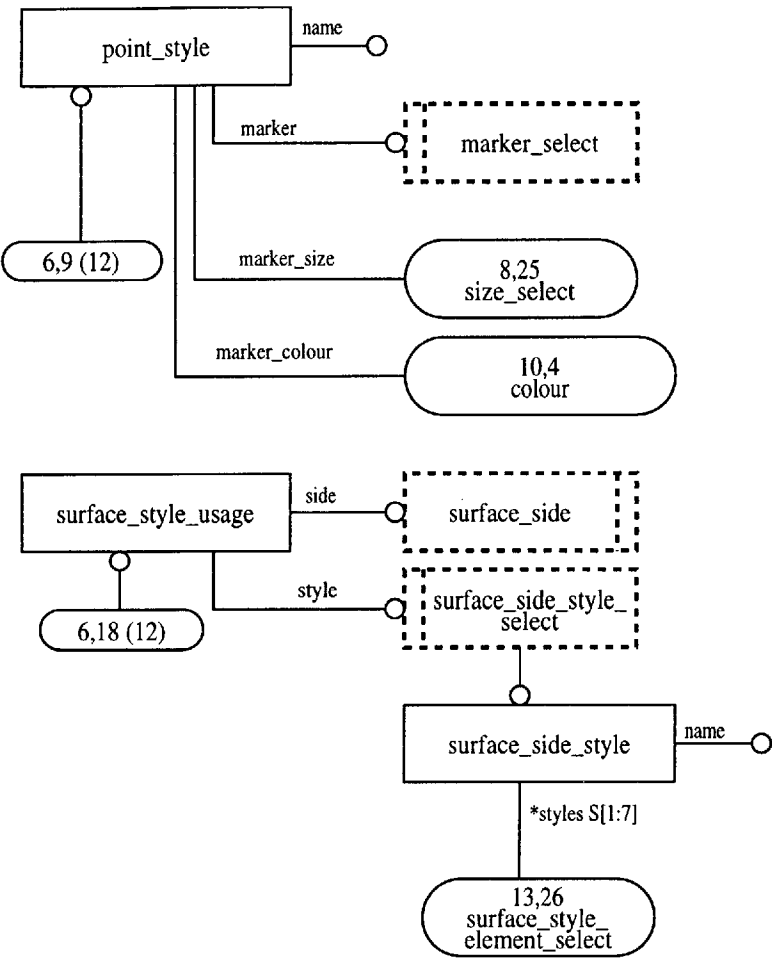 name
point_style
marker
marker_select
6,9 (12)
marker_size
8,25
size_select
marker_colour
10,4
colour
side
surface_style_usage
surface_side
style
surface_side_style_
select
6,18 (12)
name
surface_side_style
*styles S[1:7]
13,26
surface_style_
element_select